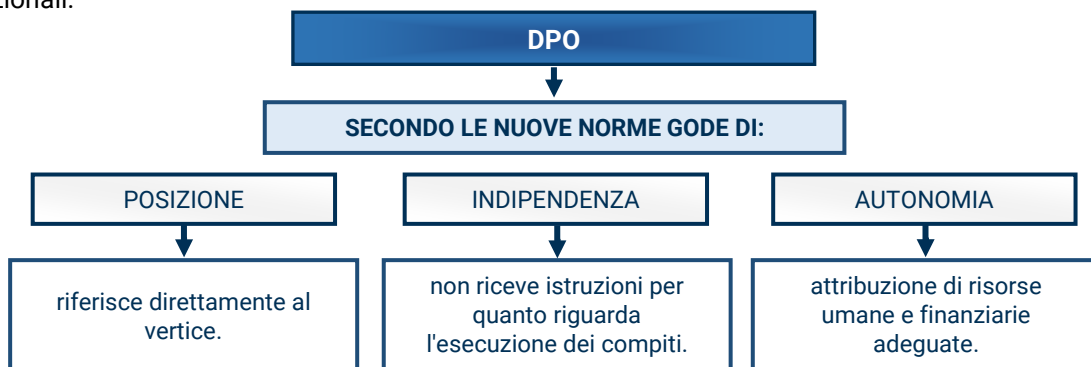 DPO
SECONDO LE NUOVE NORME GODE DI:
POSIZIONE
INDIPENDENZA
AUTONOMIA
riferisce direttamente al
vertice.
non riceve istruzioni per
quanto riguarda
l'esecuzione dei compiti.
attribuzione di risorse
umane e finanziarie
adeguate.